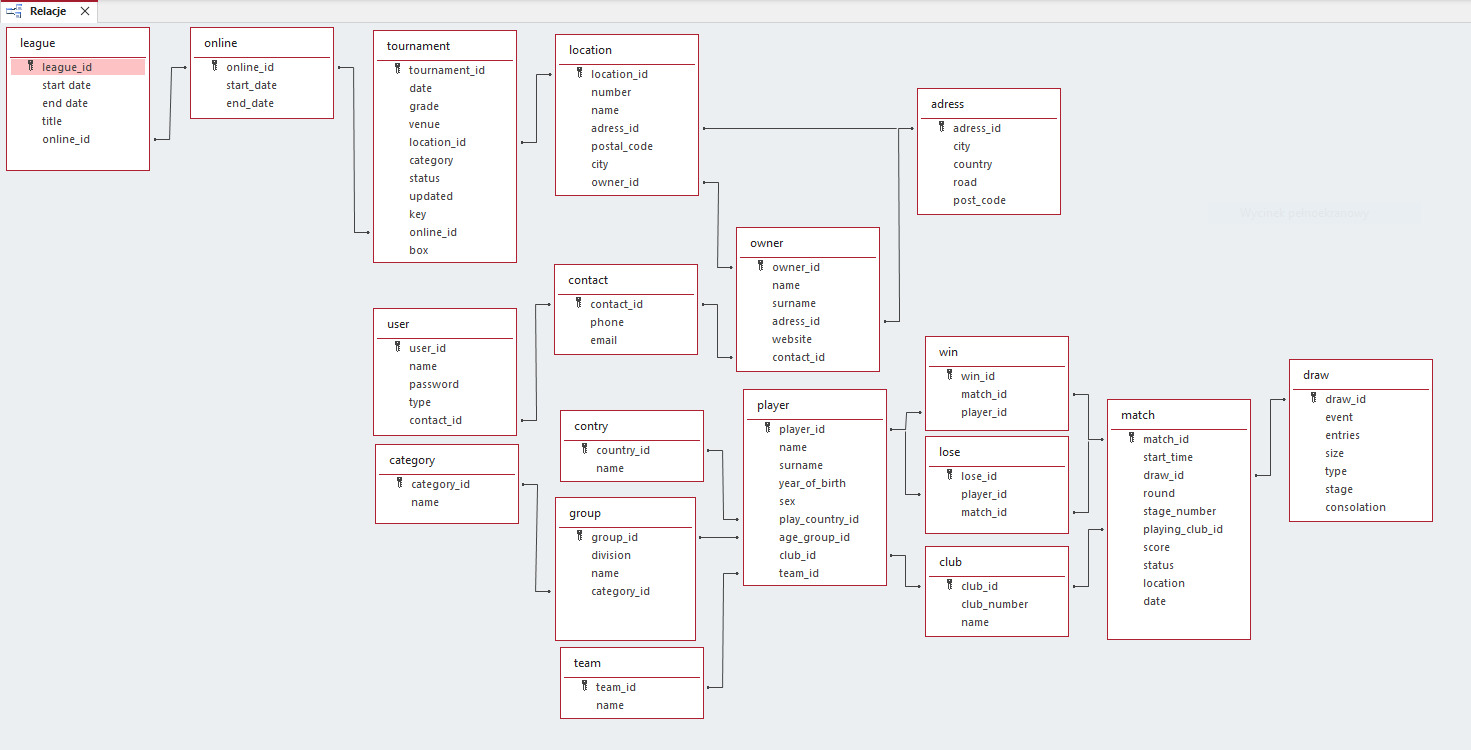 Relacje
league
league_id
start date
end date
title
online_id
online
online_id
start_date
end_date
tournament
tournament_id
date
grade
venue
location_id
category
status
updated
key
online_id
box
location
location_id
number
name
adress_id
postal_code
city
owner_id
adress
adress_id
city
country
road
post_code
owner
owner_id
name
surname
adress_id
website
contact_id
contact
contact_id
phone
email
user
user_id
name
password
type
contact_id
category
category_id
name
contry
country_id
name
group
group_id
division
name
category_id
team
team_id
name
player
player_id
name
surname
year_of_birth
sex
play_country_id
age_group_id
club_id
team_id
win
win_id
match_id
player_id
lose
lose_id
player_id
match_id
club
club_id
club_number
name
match
match_id
start_time
draw_id
round
stage_number
playing_club_id
score
status
location
date
draw
draw_id
event
entries
size
type
stage
consolation